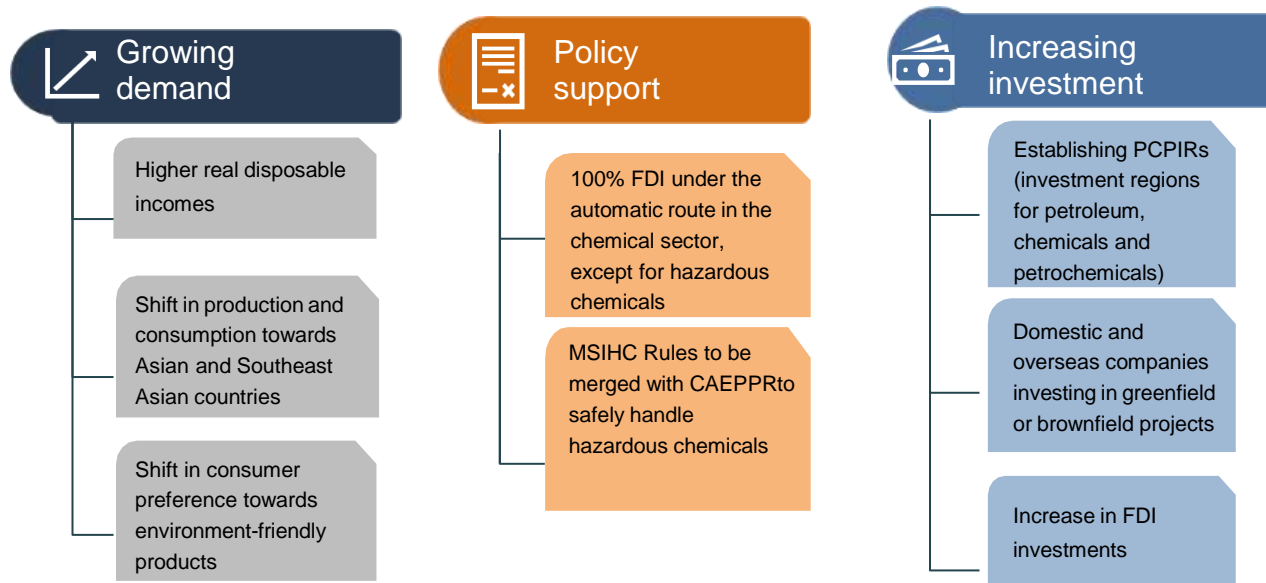 Growing
demand
Higher real disposable
incomes
Shift in production and
consumption towards
Asian and Southeast
Asian countries
Shift in consumer
preference towards
environment-friendly
products
Policy
support
100% FDI under the
automatic route in the
chemical sector,
except for hazardous
chemicals
MSIHC Rules to be
merged with CAEPPRto
safely handle
hazardous chemicals
Increasing
investment
Establishing PCPIRs
(investment regions
for petroleum,
chemicals and
petrochemicals)
Domestic and
overseas companies
investing in greenfield
or brownfield projects
Increase in FDI
investments